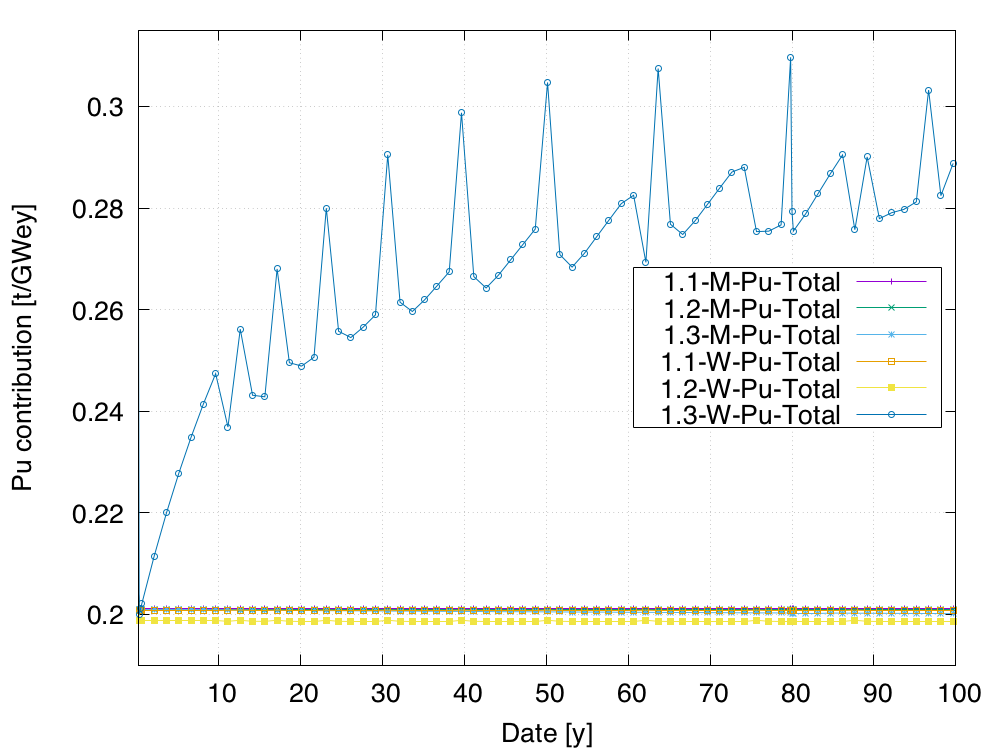 Pu contribution [t/GWey]
0.3
0.28
0.26
0.24
0.22
0.2
1.1-M-Pu-Total
1.2-M-Pu-Total
1.3-M-Pu-Total
1.1-W-Pu-Total
1.2-W-Pu-Total
1.3-W-Pu-Total
10 20 30 40 50 60 70 80 90 100
Date [y]